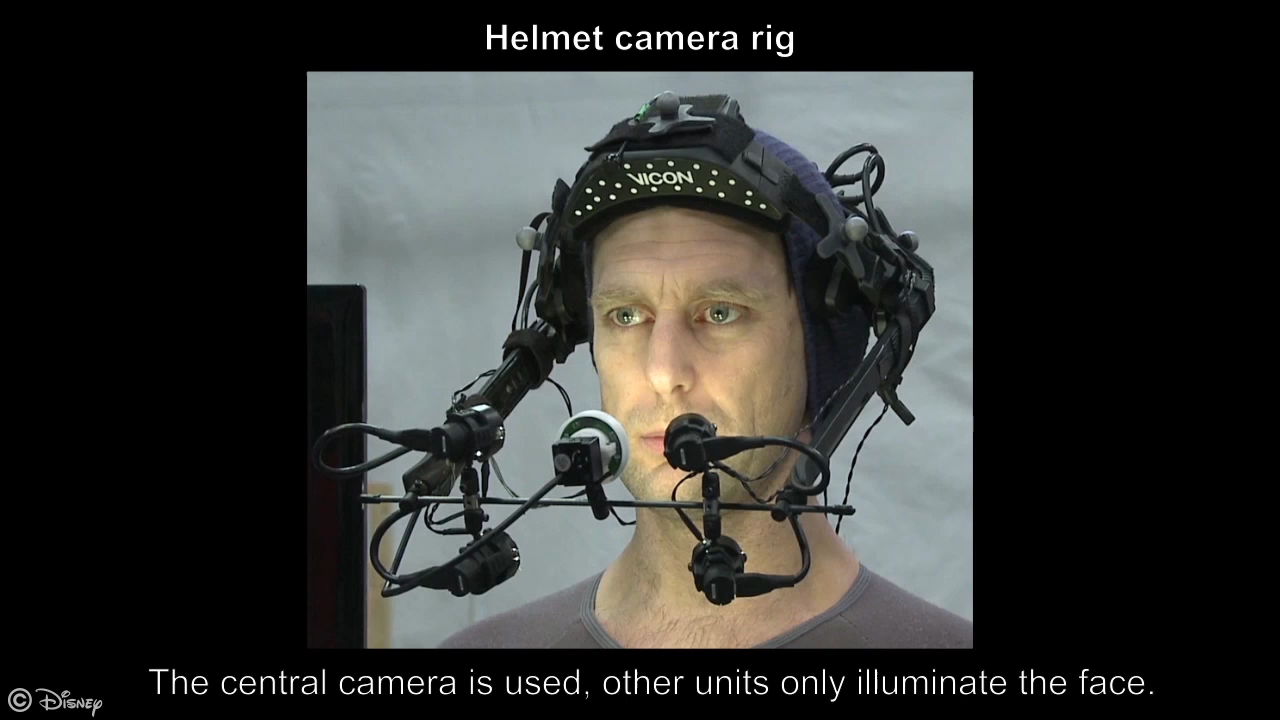 Helmet camera rig
VICON
The central camera is used, other units only illuminate the face.
© Disney